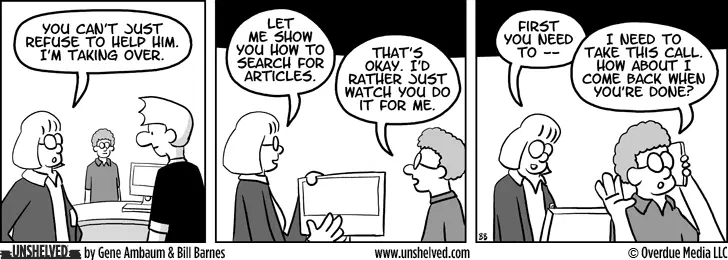 YOU CAN'T JUST
REFUSE TO HELP HIM.
I'M TAKING OVER.
LET
ME SHOW
YOU HOW TO
SEARCH FOR
ARTICLES.
THAT'S
OKAY. I'D
RATHER JUST
WATCH YOU DO
IT FOR ME.
FIRST
YOU NEED
TO --
I NEED TO
TAKE THIS CALL.
HOW ABOUT I
COME BACK WHEN
YOU'RE DONE?
UNSHELVED by Gene Ambaum & Bill Barnes
www.unshelved.com
© Overdue Media LLC